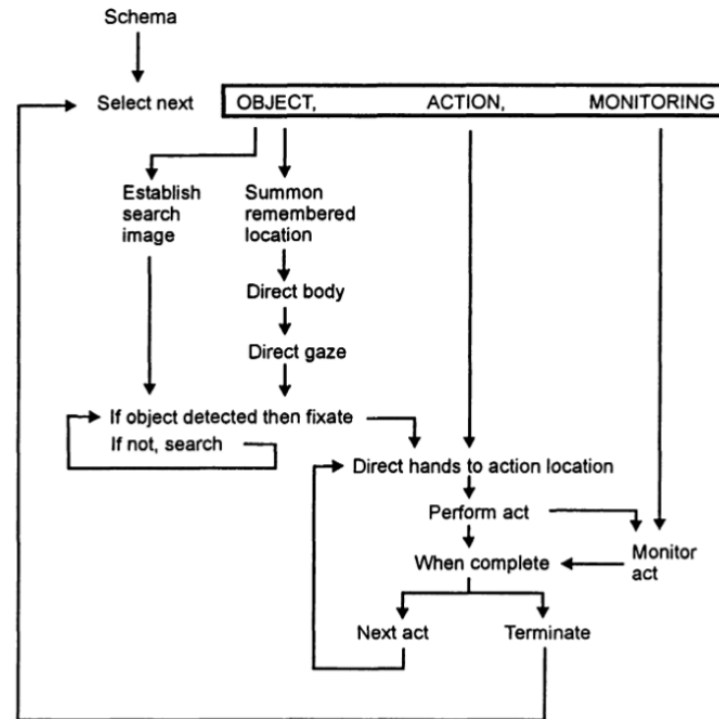 Schema
Select next OBJECT, ACTION, MONITORING
Establish
search
image
Summon
remembered
location
Direct body
Direct gaze
If object detected then fixate
If not, search
Direct hands to action location
Perform act
Monitor
act
When complete
Next act
Terminate